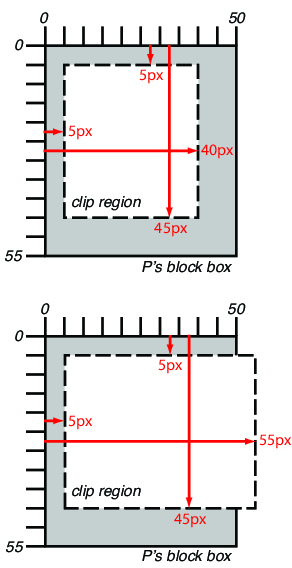 0 50
0
5px
5px
40px
clip region
45px
55
P's block box
0 50
0
5px
5px
55px
clip region
45px
55
P's block box